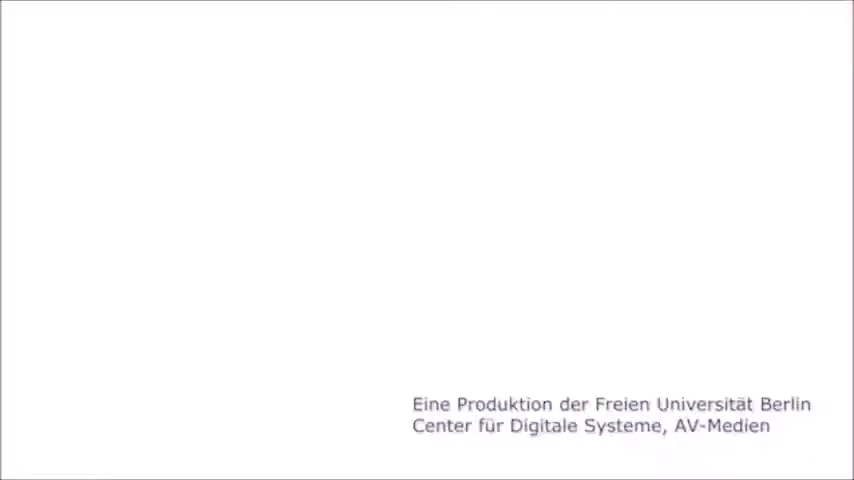 Eine Produktion der Freien Universität Berlin
Center für Digitale Systeme, AV-Medien